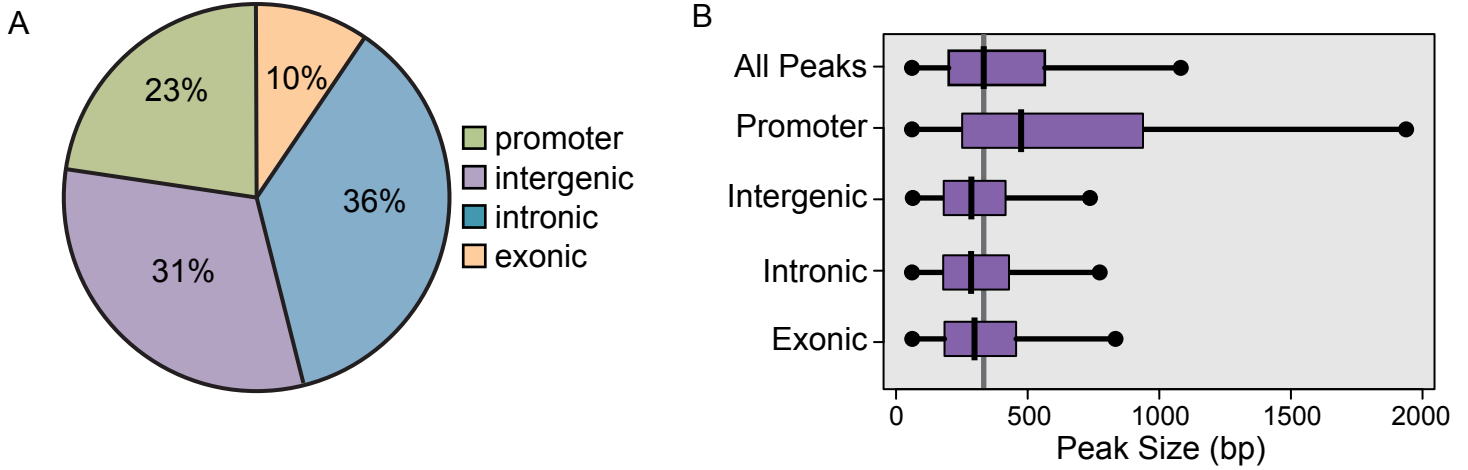 A
23%
10%
36%
31%
promoter
intergenic
intronic
exonic
B
All Peaks
Promoter
Intergenic
Intronic
Exonic
0 500 1000 1500 2000
Peak Size (bp)